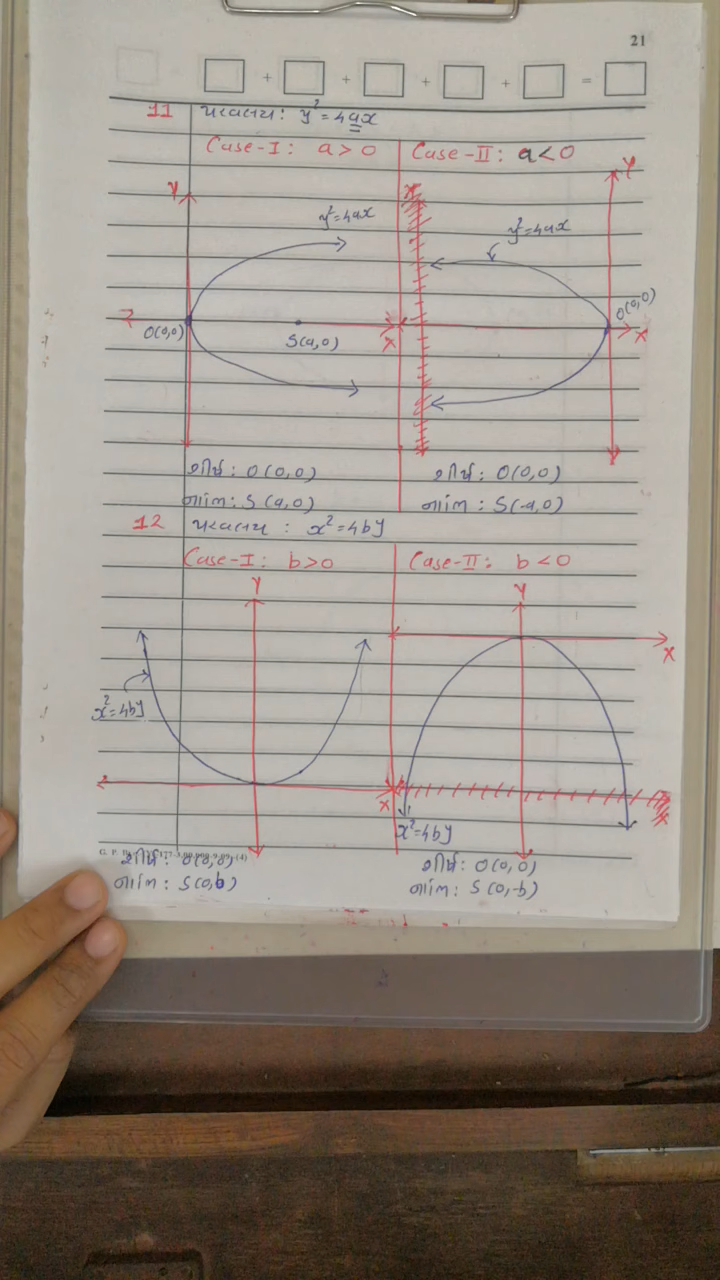 21
+ + + + =
11 પરવલય: y²=4ax
Case-I: a>0 Case-II: a<0
Y X Y
y²=4ax y²=4ax
O(0,0) S(a,0) X O(0,0) X
શીર્ષ: O(0,0) શીર્ષ: O(0,0)
નાભિ: S(a,0) નાભિ: S(-a,0)
12 પરવલય: x²=4by
Case-I: b>0 Case-II: b<0
Y Y
X
x²=4by
X
x²=4by
શીર્ષ: O(0,0) શીર્ષ: O(0,0)
નાભિ: S(0,b) નાભિ: S(0,-b)